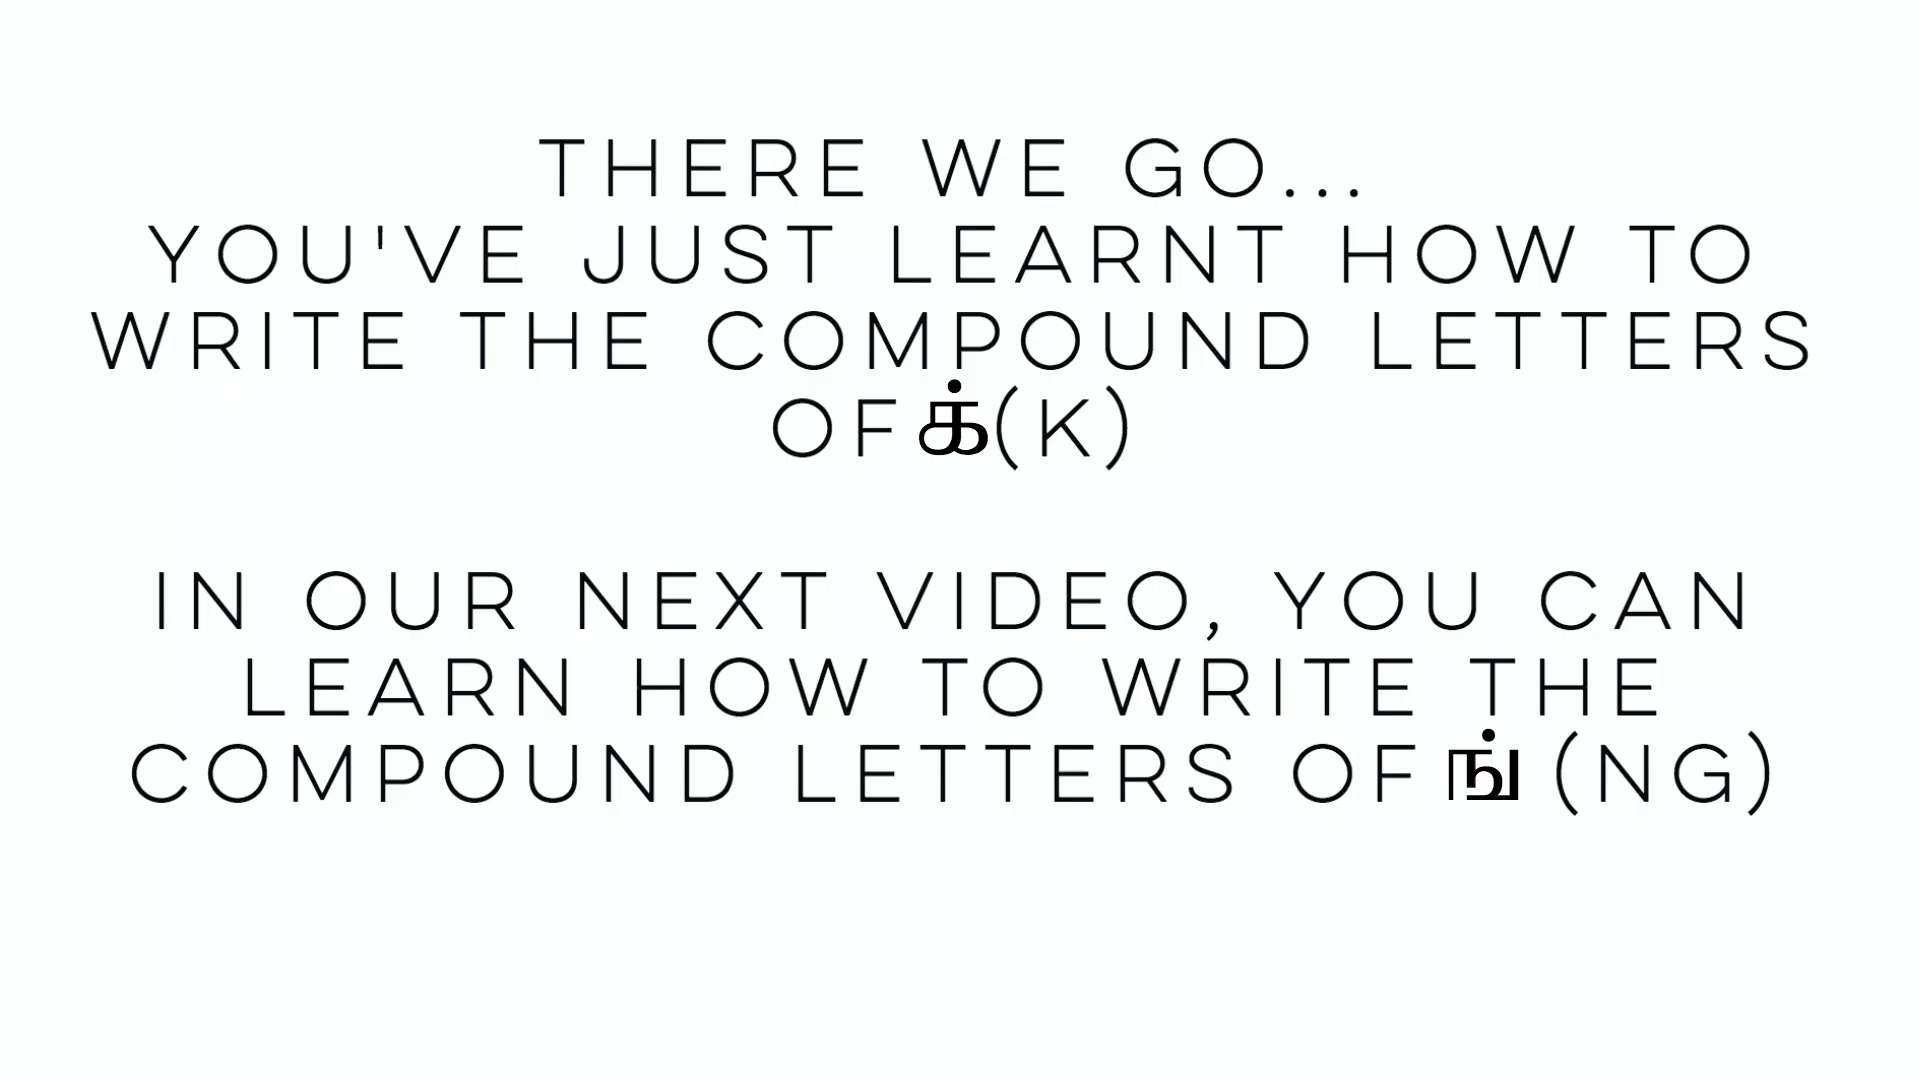 THERE WE GO...
YOU'VE JUST LEARNT HOW TO
WRITE THE COMPOUND LETTERS
OF க் (K)
IN OUR NEXT VIDEO, YOU CAN
LEARN HOW TO WRITE THE
COMPOUND LETTERS OF ங் (NG)